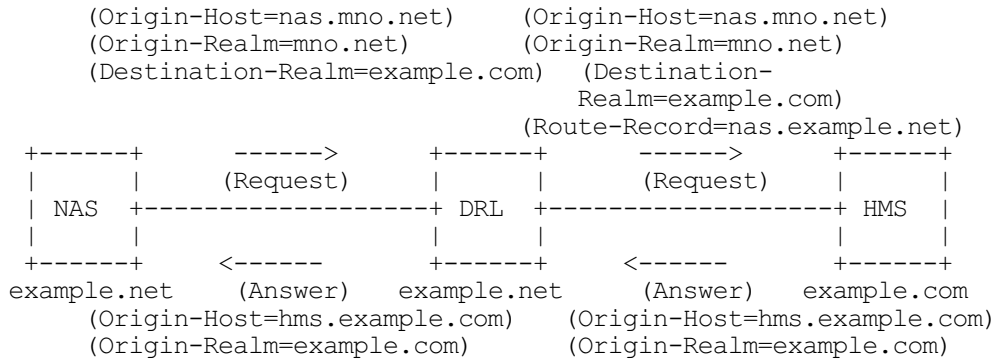 (Origin-Host=nas.mno.net)    (Origin-Host=nas.mno.net)
(Origin-Realm=mno.net)       (Origin-Realm=mno.net)
(Destination-Realm=example.com)  (Destination-
Realm=example.com)
(Route-Record=nas.example.net)
+------+      ------>      +------+      ------>      +------+
|      |     (Request)     |      |     (Request)     |      |
| NAS  +-------------------+ DRL  +-------------------+ HMS  |
|      |                   |      |                   |      |
+------+     <------       +------+     <------       +------+
example.net    (Answer)   example.net    (Answer)   example.com
(Origin-Host=hms.example.com)   (Origin-Host=hms.example.com)
(Origin-Realm=example.com)      (Origin-Realm=example.com)